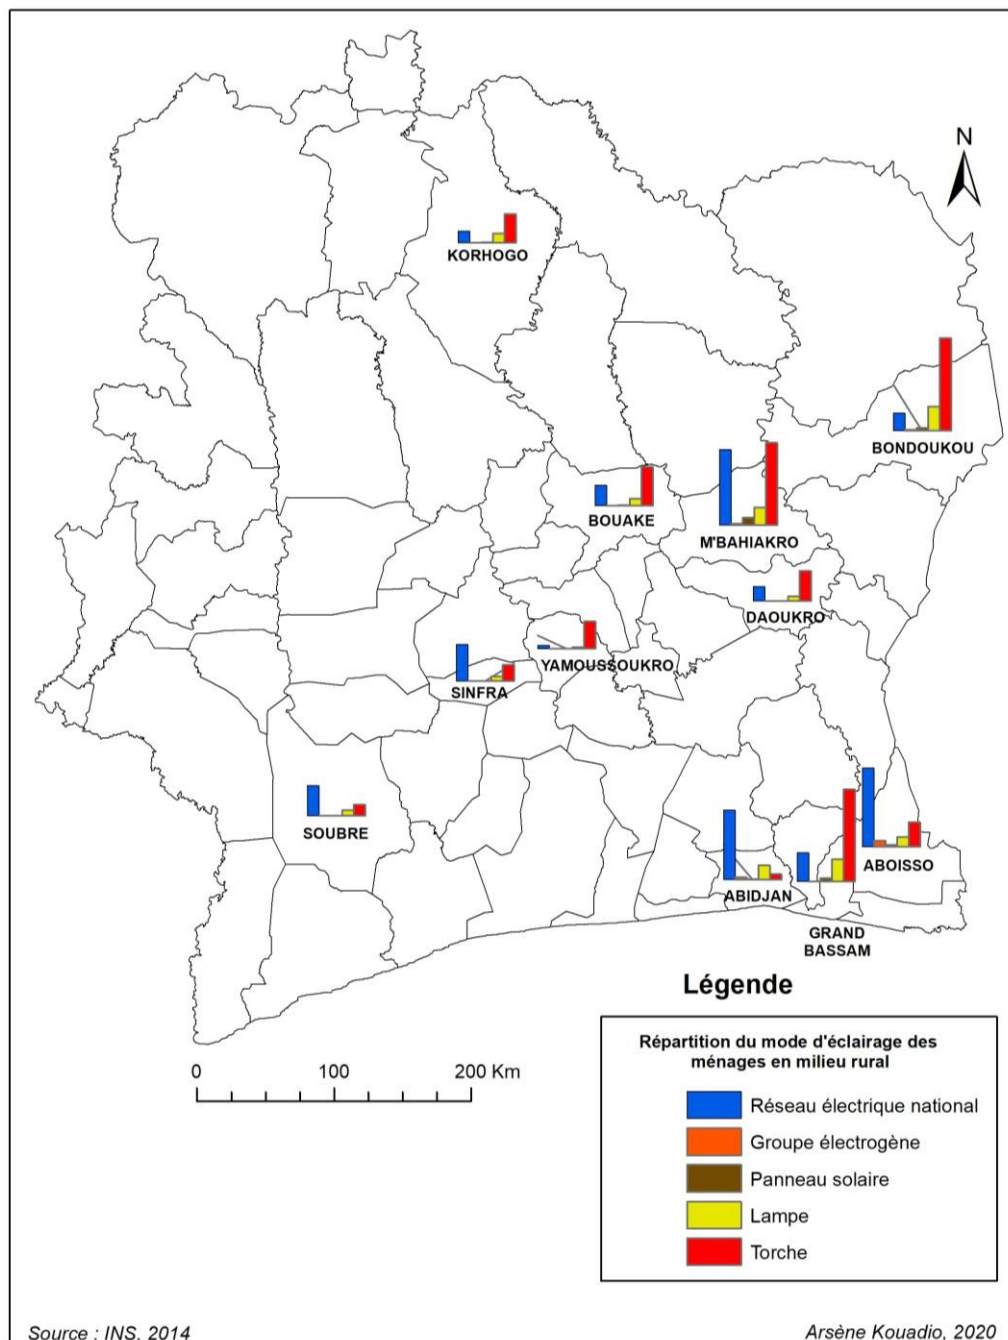 N
KORHOGO
BONDOUKOU
BOUAKE
M'BAHIAKRO
DAOUKRO
YAMOUSSOUKRO
SINFRA
SOUBRE
ABOISSO
ABIDJAN
GRAND
BASSAM
Légende
Répartition du mode d'éclairage des
ménages en milieu rural
Réseau électrique national
Groupe électrogène
Panneau solaire
Lampe
Torche
0 100 200 Km
Source : INS, 2014
Arsène Kouadio, 2020